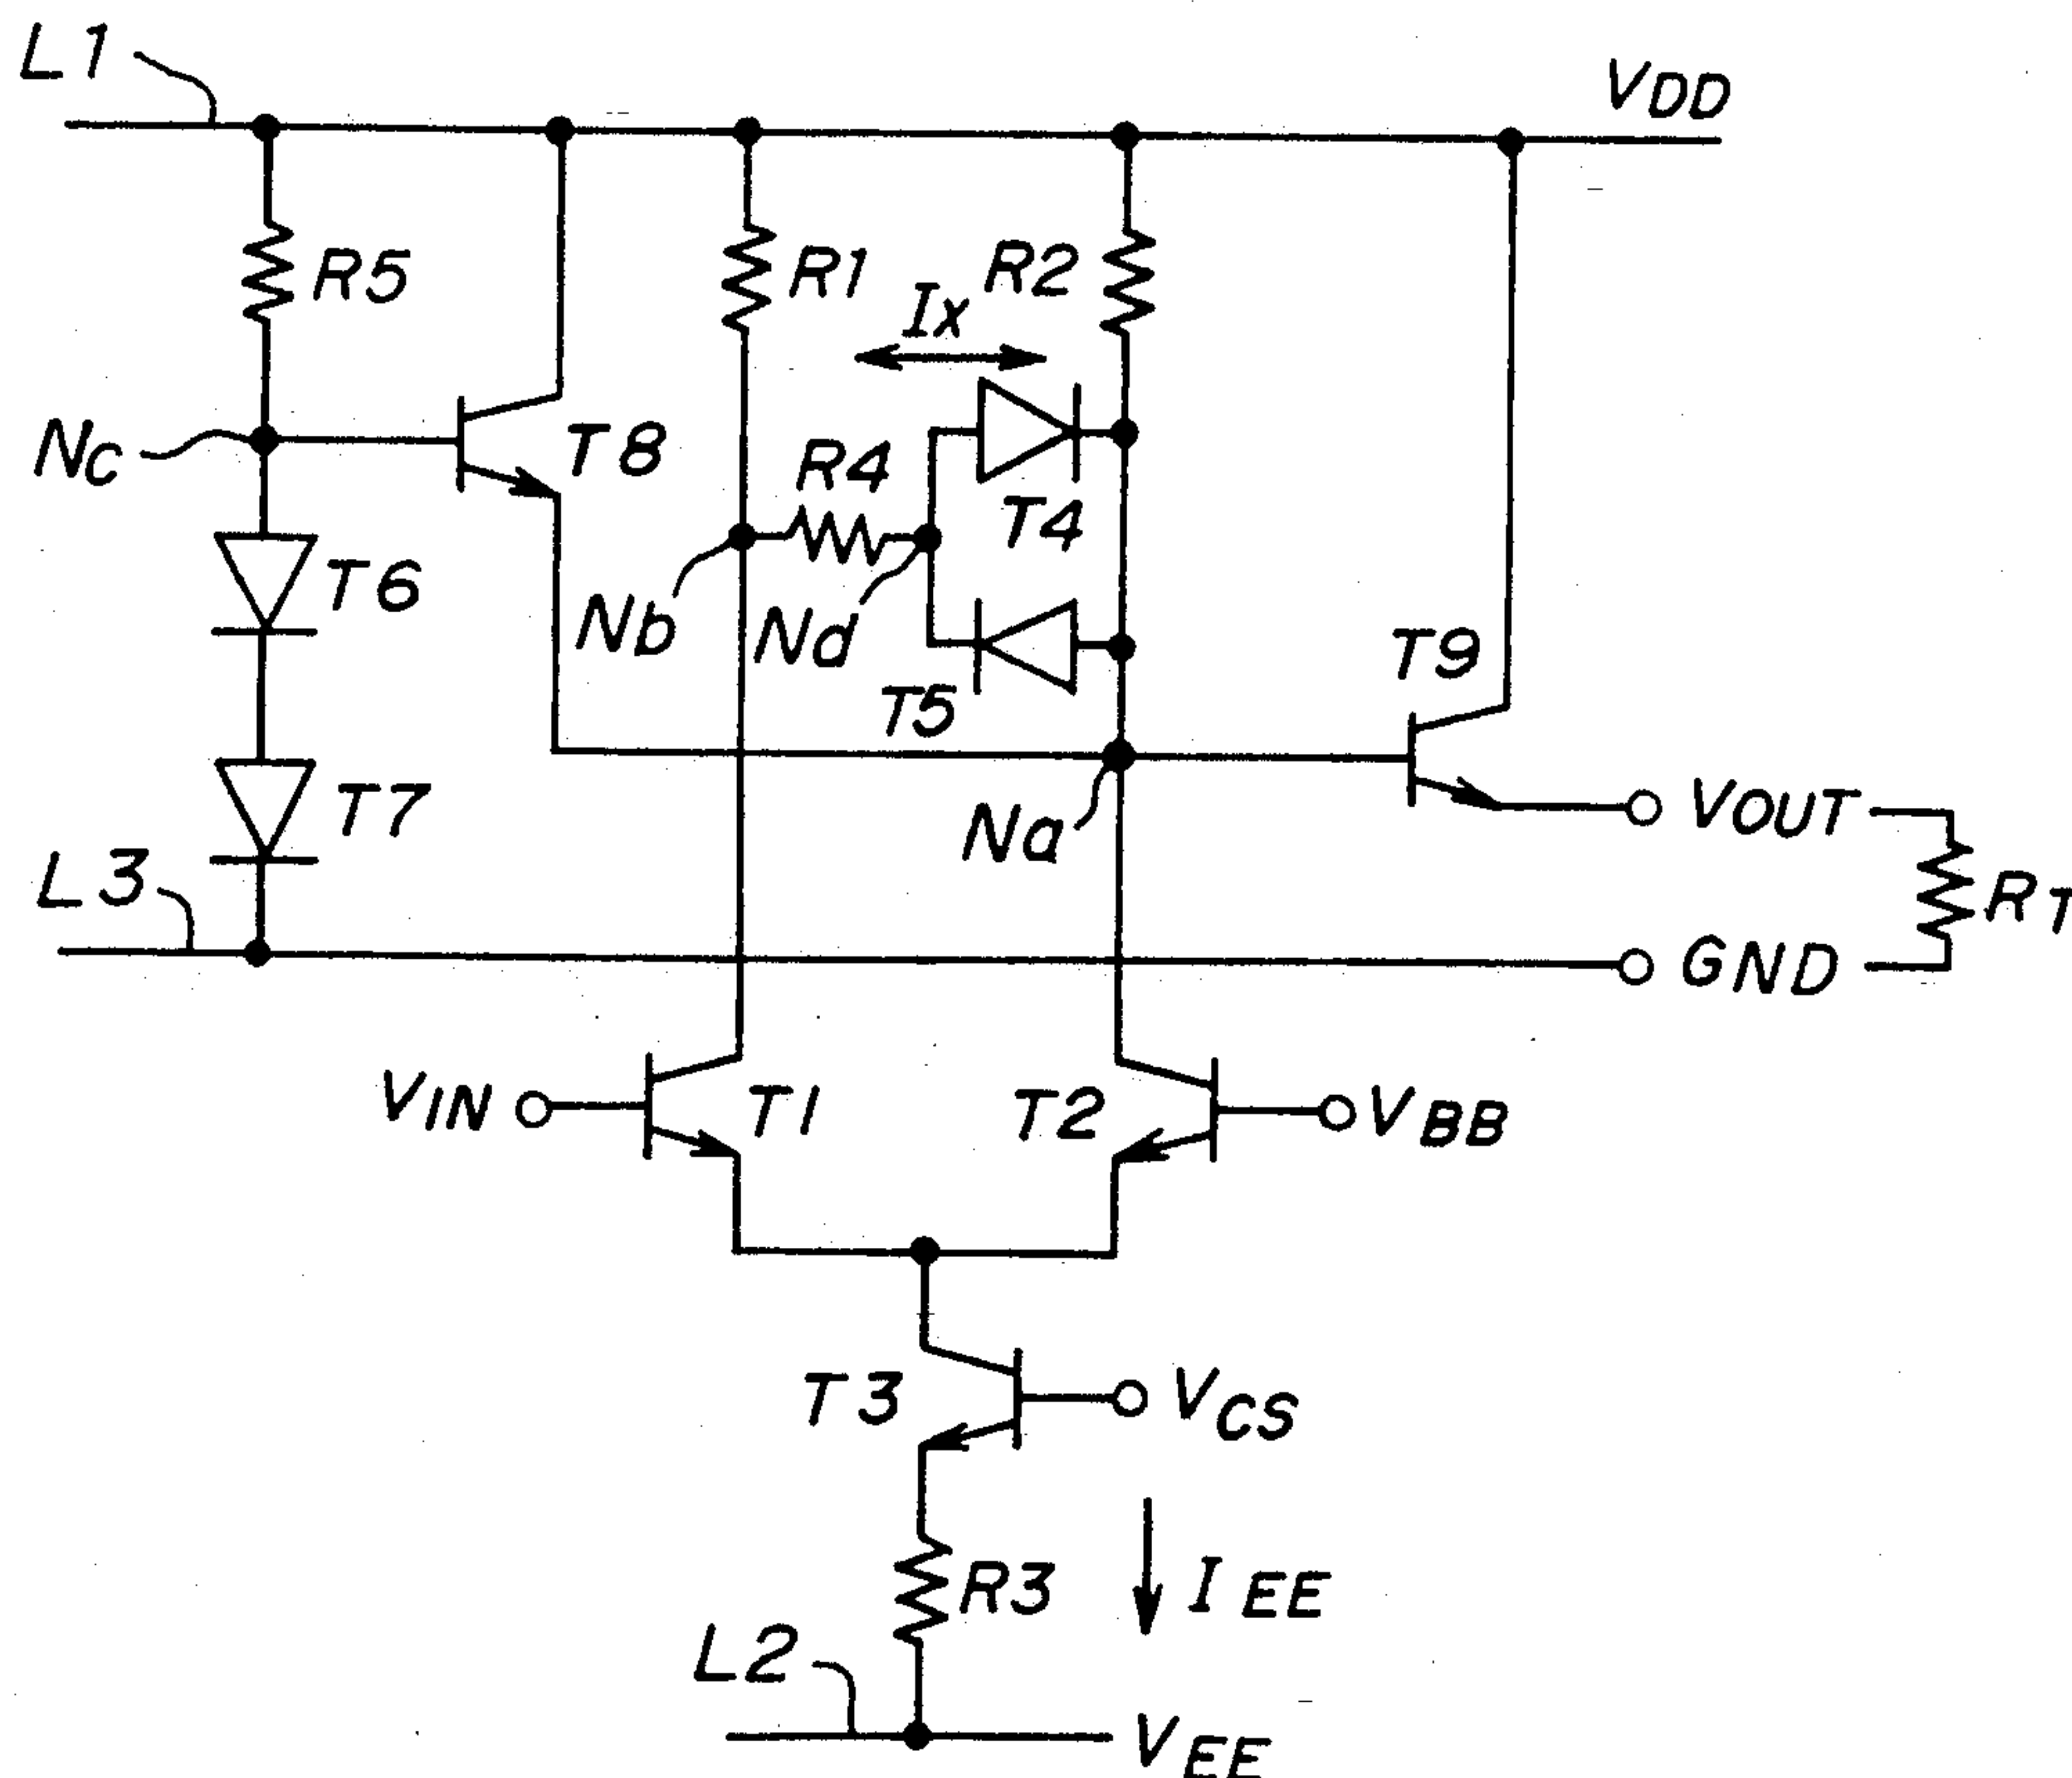 L1
VDD
R5
R1
R2
Ix
Nc
T8
R4
T4
T6
Nb
Nd
T9
T5
T7
Na
VOUT
L3
RT
GND
VIN
T1
T2
VBB
T3
VCS
R3
IEE
L2
VEE